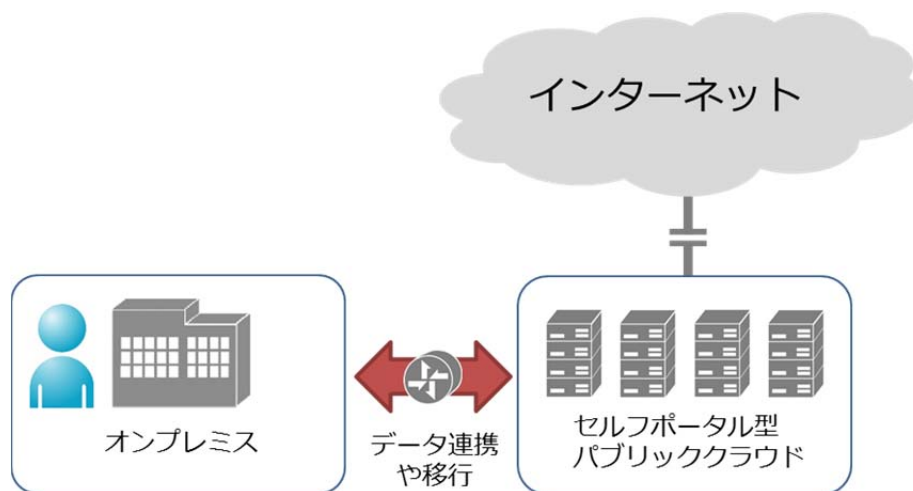 インターネット
オンプレミス
データ連携
や移行
セルフポータル型
パブリッククラウド